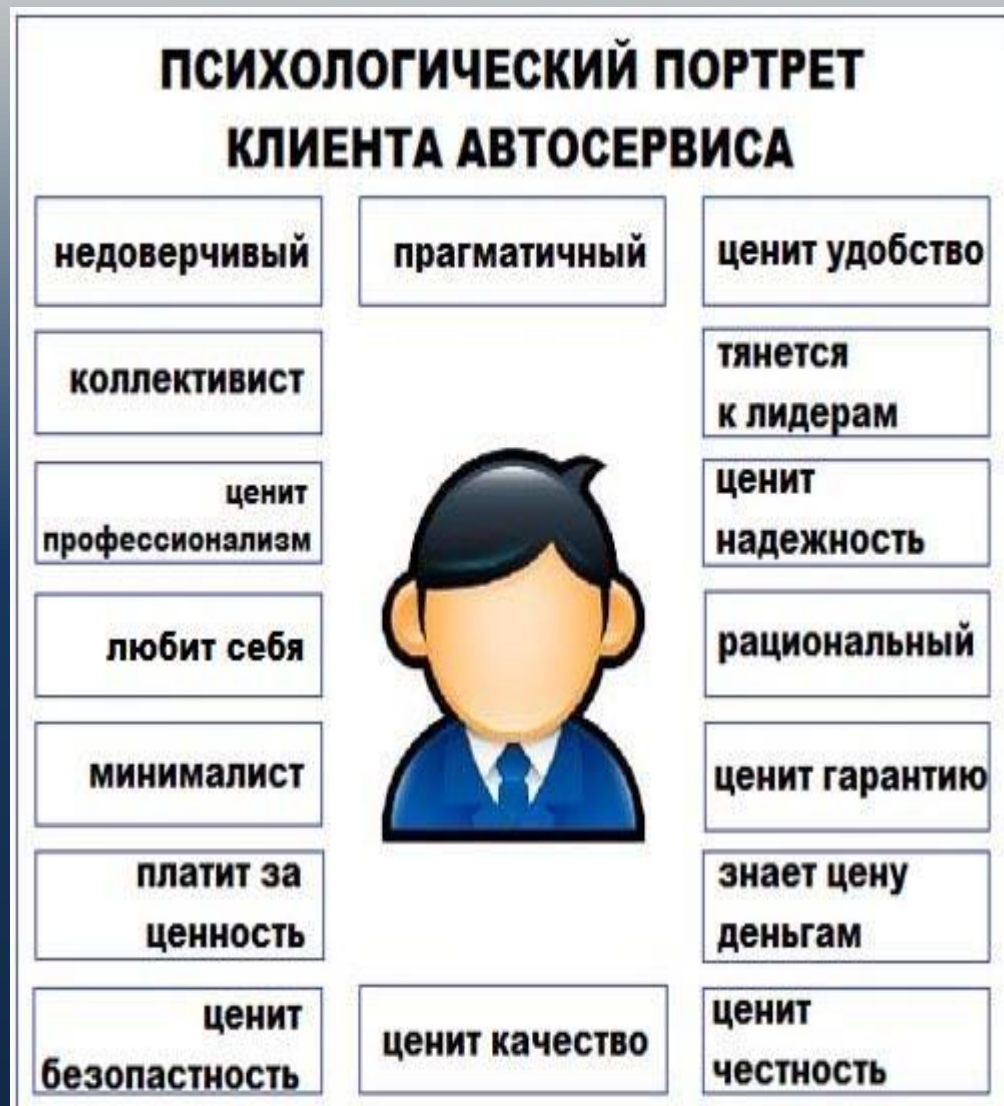 ПСИХОЛОГИЧЕСКИЙ ПОРТРЕТ
КЛИЕНТА АВТОСЕРВИСА
недоверчивый
прагматичный
ценит удобство
коллективист
тянется
к лидерам
ценит
профессионализм
ценит
надежность
любит себя
рациональный
минималист
ценит гарантию
платит за
ценность
знает цену
деньгам
ценит
безопастность
ценит качество
ценит
честность